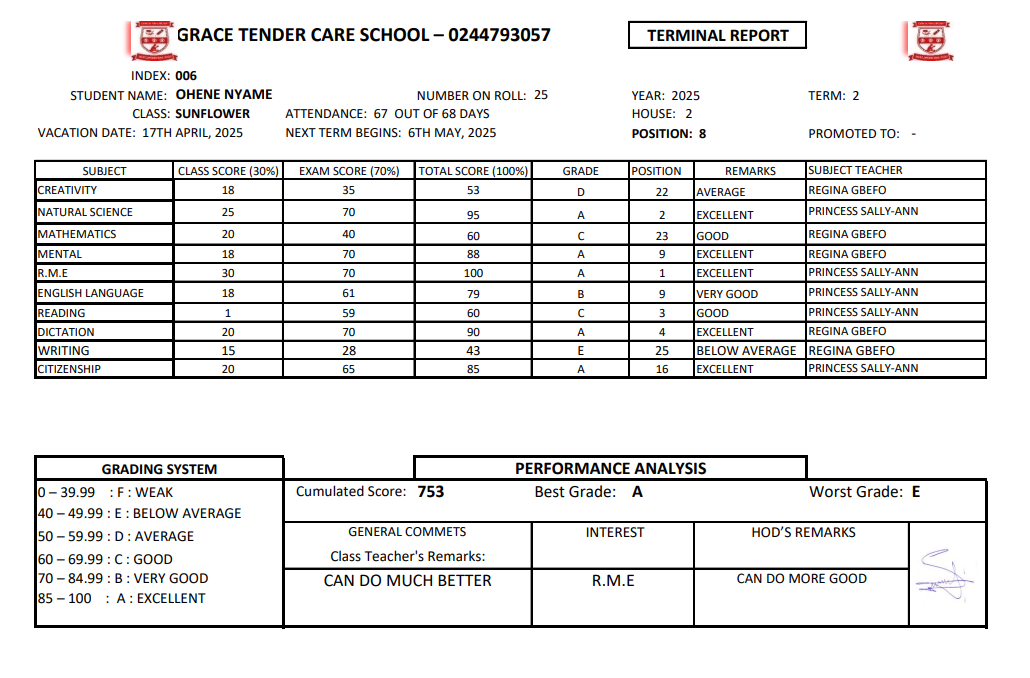 GRACE TENDER CARE SCHOOL – 0244793057
TERMINAL REPORT
INDEX: 006
STUDENT NAME: OHENE NYAME NUMBER ON ROLL: 25 YEAR: 2025 TERM: 2
CLASS: SUNFLOWER ATTENDANCE: 67 OUT OF 68 DAYS HOUSE: 2
VACATION DATE: 17TH APRIL, 2025 NEXT TERM BEGINS: 6TH MAY, 2025 POSITION: 8 PROMOTED TO: -
SUBJECT CLASS SCORE (30%) EXAM SCORE (70%) TOTAL SCORE (100%) GRADE POSITION REMARKS SUBJECT TEACHER
CREATIVITY 18 35 53 D 22 AVERAGE REGINA GBEFO
NATURAL SCIENCE 25 70 95 A 2 EXCELLENT PRINCESS SALLY-ANN
MATHEMATICS 20 40 60 C 23 GOOD REGINA GBEFO
MENTAL 18 70 88 A 9 EXCELLENT REGINA GBEFO
R.M.E 30 70 100 A 1 EXCELLENT PRINCESS SALLY-ANN
ENGLISH LANGUAGE 18 61 79 B 9 VERY GOOD PRINCESS SALLY-ANN
READING 1 59 60 C 3 GOOD PRINCESS SALLY-ANN
DICTATION 20 70 90 A 4 EXCELLENT REGINA GBEFO
WRITING 15 28 43 E 25 BELOW AVERAGE REGINA GBEFO
CITIZENSHIP 20 65 85 A 16 EXCELLENT PRINCESS SALLY-ANN
GRADING SYSTEM
0 – 39.99 : F : WEAK
40 – 49.99 : E : BELOW AVERAGE
50 – 59.99 : D : AVERAGE
60 – 69.99 : C : GOOD
70 – 84.99 : B : VERY GOOD
85 – 100 : A : EXCELLENT
PERFORMANCE ANALYSIS
Cumulated Score: 753 Best Grade: A Worst Grade: E
GENERAL COMMETS INTEREST HOD'S REMARKS
Class Teacher's Remarks:
CAN DO MUCH BETTER R.M.E CAN DO MORE GOOD